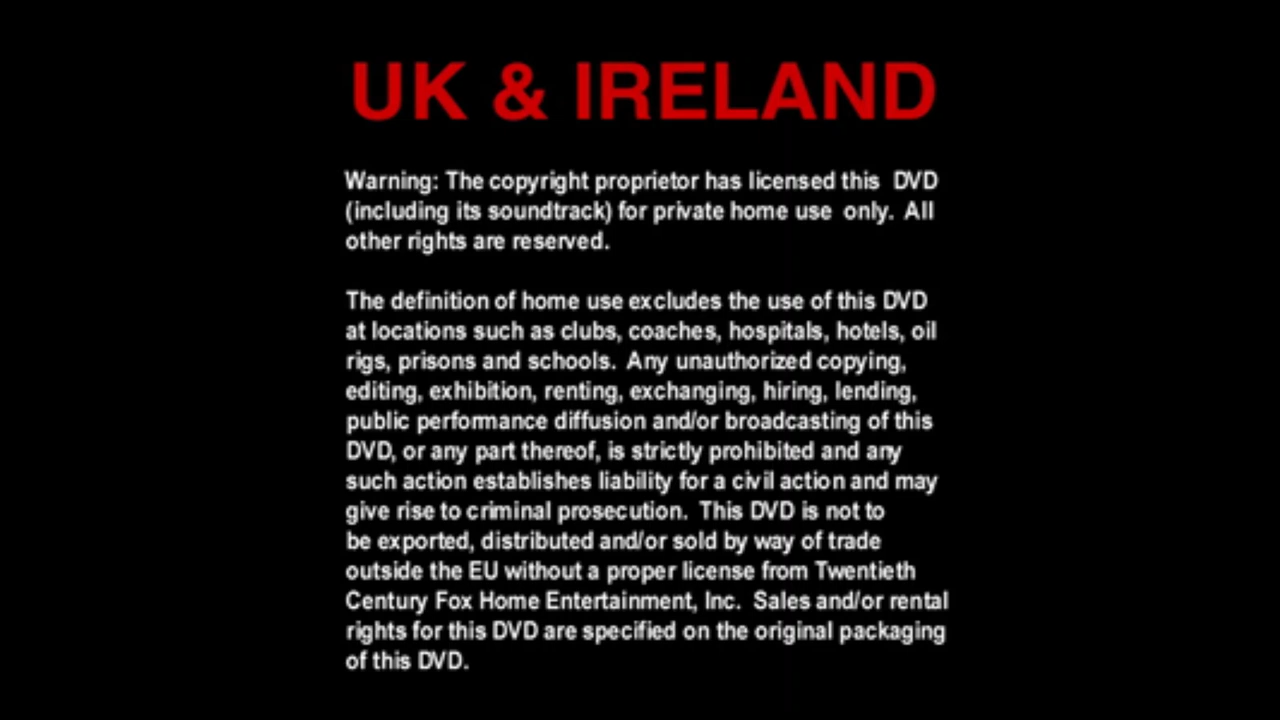 UK & IRELAND
Warning: The copyright proprietor has licensed this DVD
(including its soundtrack) for private home use only. All
other rights are reserved.
The definition of home use excludes the use of this DVD
at locations such as clubs, coaches, hospitals, hotels, oil
rigs, prisons and schools. Any unauthorized copying,
editing, exhibition, renting, exchanging, hiring, lending,
public performance diffusion and/or broadcasting of this
DVD, or any part thereof, is strictly prohibited and any
such action establishes liability for a civil action and may
give rise to criminal prosecution. This DVD is not to
be exported, distributed and/or sold by way of trade
outside the EU without a proper license from Twentieth
Century Fox Home Entertainment, Inc. Sales and/or rental
rights for this DVD are specified on the original packaging
of this DVD.